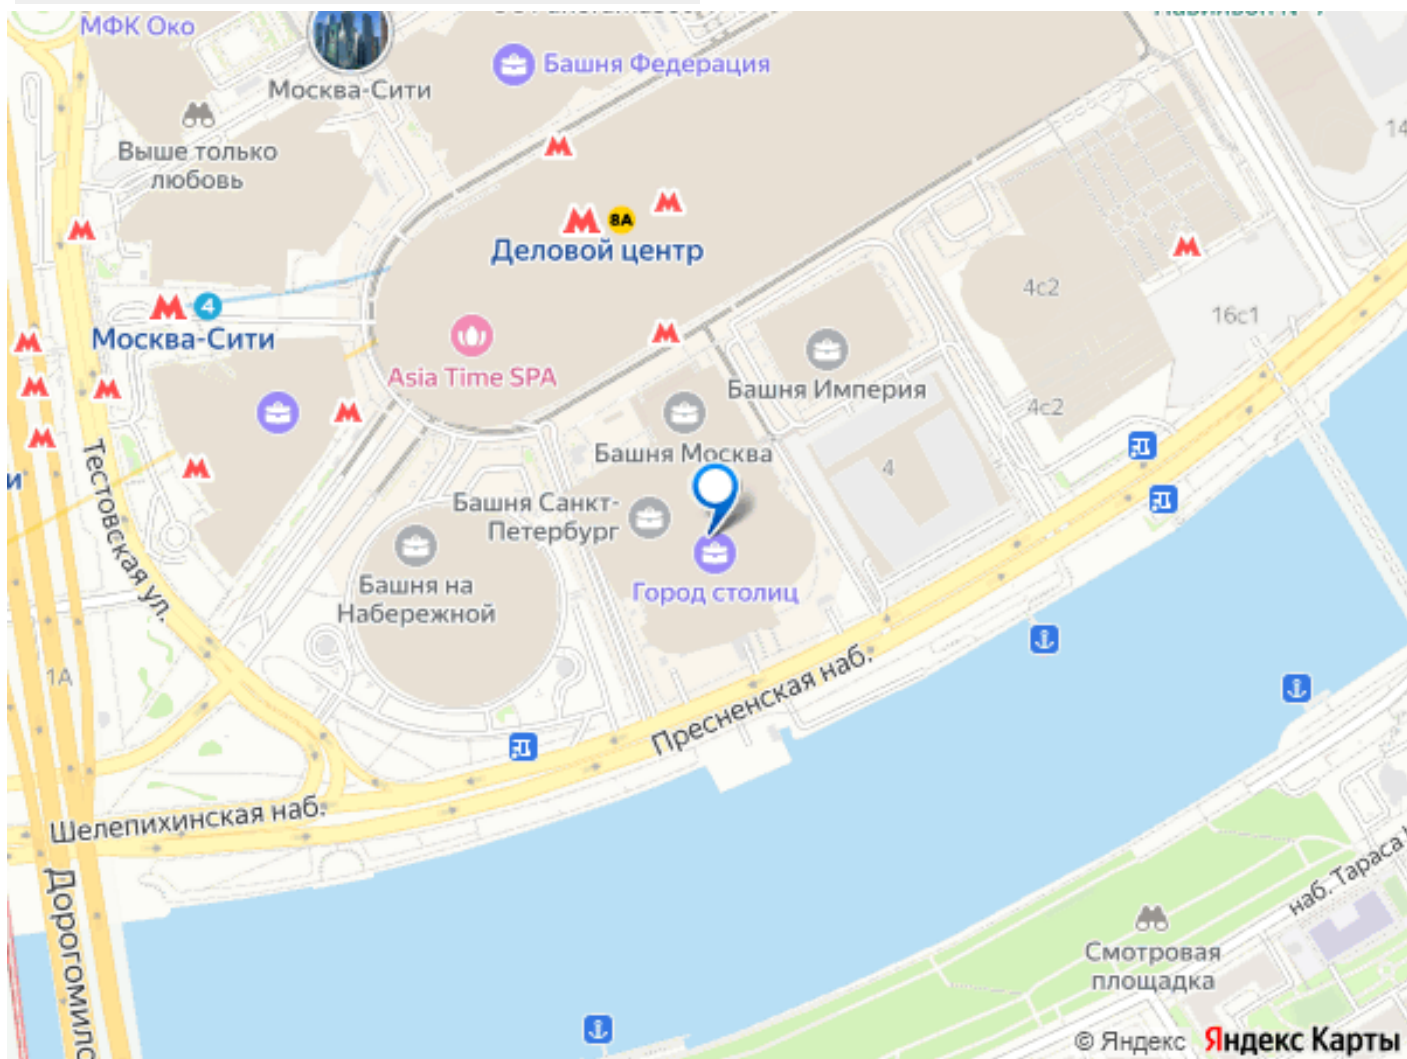 МФК Око
Башня Федерация
Москва-Сити
Выше только
любовь
14
8А
Деловой центр
4с2
16с1
4
Москва-Сити
Asia Time SPA
Башня Империя
4с2
Башня Москва
4
и
Башня Санкт-
Петербург
Тестовская ул.
Башня на
Набережной
Город столиц
1А
Пресненская наб.
Шелепихинская наб.
Дорогомило
наб. Тараса
Смотровая
площадка
© Яндекс Яндекс Карты